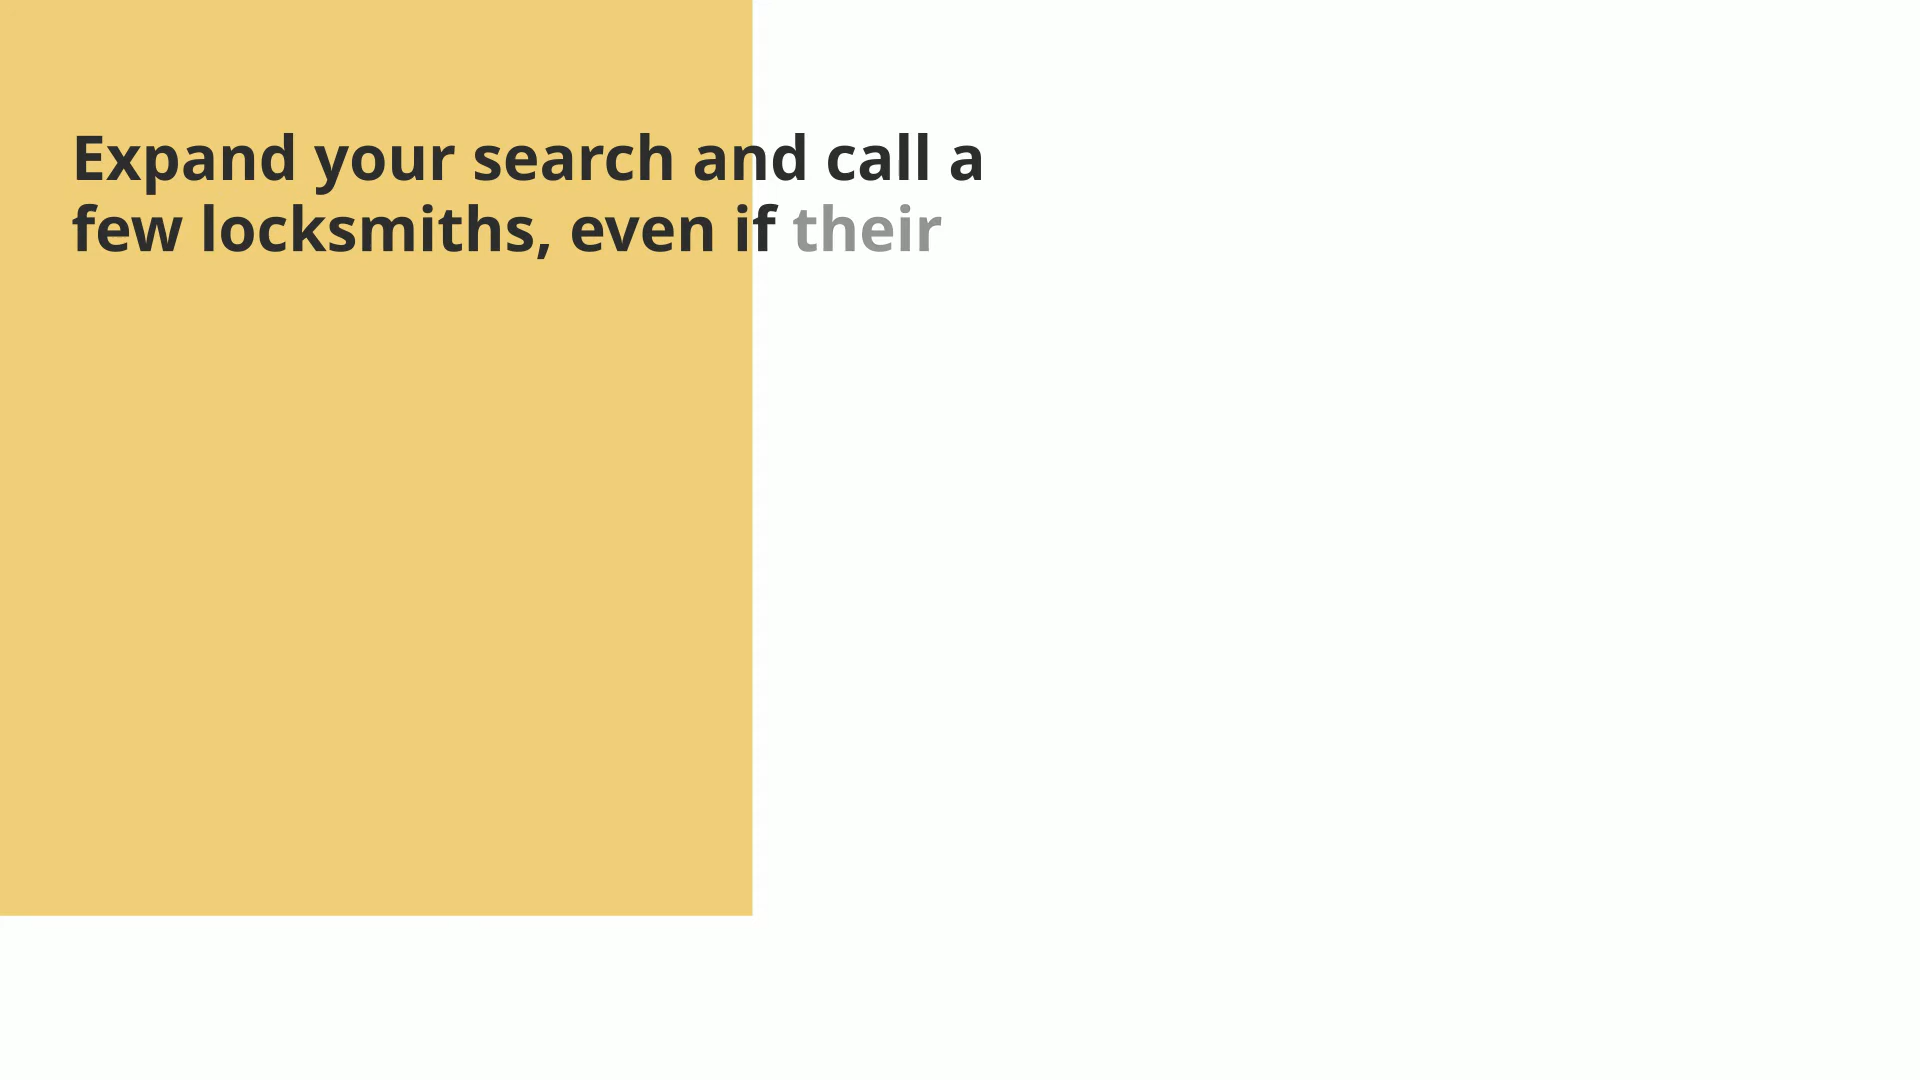 Expand your search and call a
few locksmiths, even if their